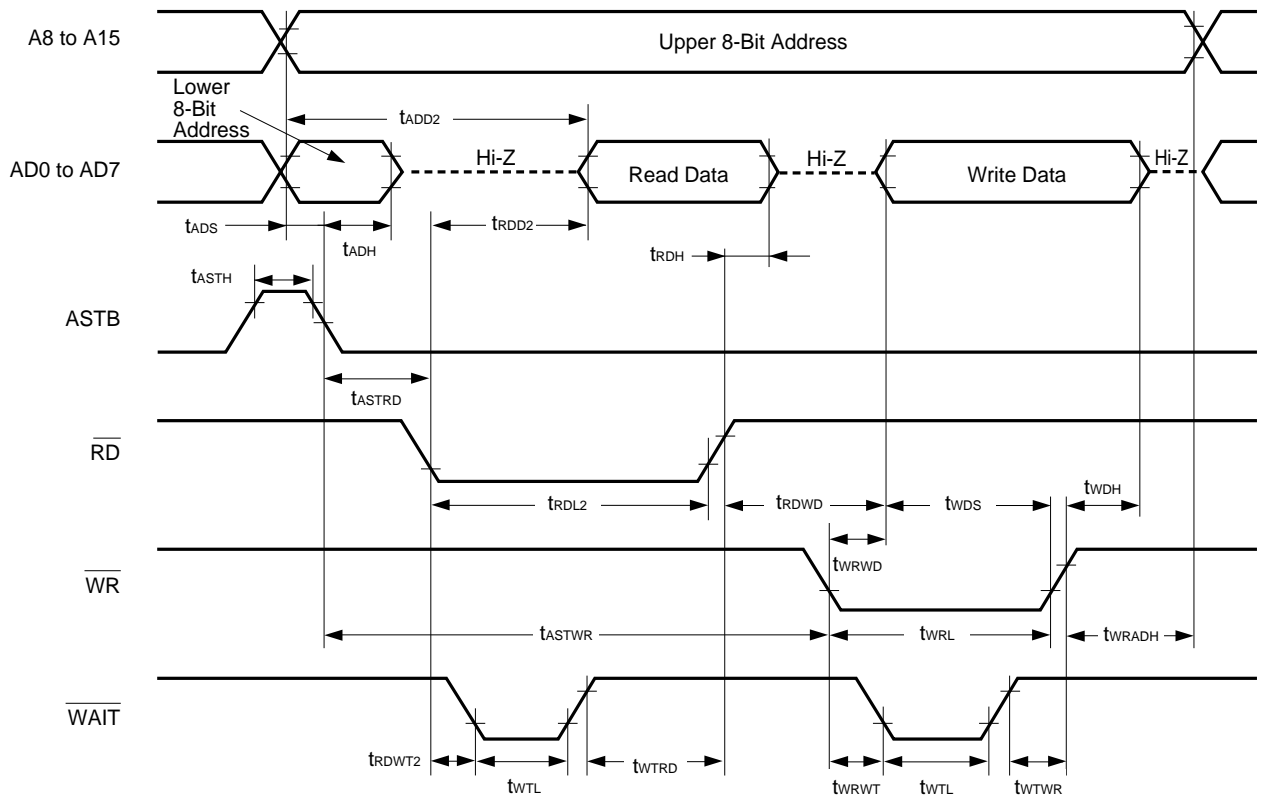 A8 to A15
Upper 8-Bit Address
Lower
8-Bit
Address
tADD2
AD0 to AD7
Hi-Z
Read Data
Hi-Z
Write Data
Hi-Z
tADS
tADH
tRDD2
tRDH
tASTH
ASTB
tASTRD
RD
tRDL2
tRDWD
tWDS
tWDH
tWRWD
WR
tASTWR
tWRL
tWRADH
WAIT
tRDWT2
tWTL
tWTRD
tWRWT
tWTL
tWTWR